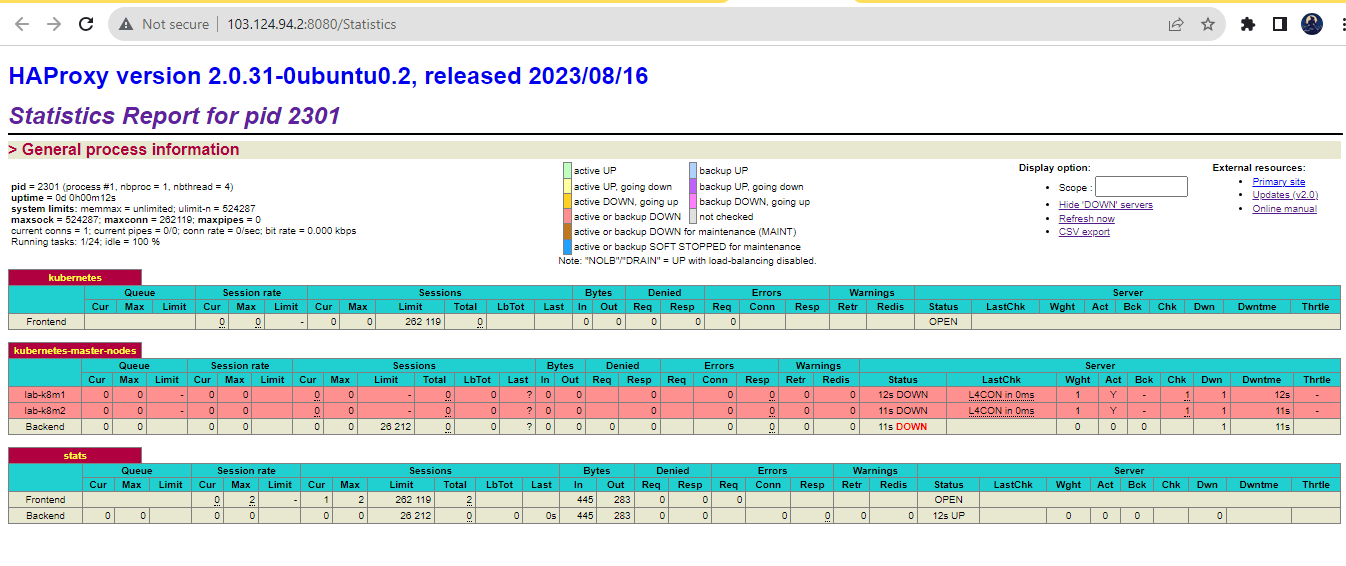 Not secure | 103.124.94.2:8080/Statistics
HAProxy version 2.0.31-0ubuntu0.2, released 2023/08/16
Statistics Report for pid 2301
> General process information
pid = 2301 (process #1, nbproc = 1, nbthread = 4)
uptime = 0d 0h00m12s
system limits: memmax = unlimited; ulimit-n = 524287
maxsock = 524287; maxconn = 262119; maxpipes = 0
current conns = 1; current pipes = 0/0; conn rate = 0/sec; bit rate = 0.000 kbps
Running tasks: 1/24; idle = 100 %
active UP backup UP
active UP, going down backup UP, going down
active DOWN, going up backup DOWN, going up
active or backup DOWN not checked
active or backup DOWN for maintenance (MAINT)
active or backup SOFT STOPPED for maintenance
Note: "NOLB"/"DRAIN" = UP with load-balancing disabled.
Display option:
Scope :
Hide 'DOWN' servers
Refresh now
CSV export
External resources:
Primary site
Updates (v2.0)
Online manual
kubernetes
Queue Session rate Sessions Bytes Denied Errors Warnings Server
Cur Max Limit Cur Max Limit Cur Max Limit Total LbTot Last In Out Req Resp Req Conn Resp Retr Redis Status LastChk Wght Act Bck Chk Dwn Dwntme Thrtle
Frontend 0 0 - 0 0 262 119 0 0 0 0 0 0 OPEN
kubernetes-master-nodes
Queue Session rate Sessions Bytes Denied Errors Warnings Server
Cur Max Limit Cur Max Limit Cur Max Limit Total LbTot Last In Out Req Resp Req Conn Resp Retr Redis Status LastChk Wght Act Bck Chk Dwn Dwntme Thrtle
lab-k8m1 0 0 - 0 0 0 0 - 0 0 ? 0 0 0 0 0 0 0 12s DOWN L4CON in 0ms 1 Y - 1 1 12s -
lab-k8m2 0 0 - 0 0 0 0 - 0 0 ? 0 0 0 0 0 0 0 11s DOWN L4CON in 0ms 1 Y - 1 1 11s -
Backend 0 0 0 0 0 0 26 212 0 0 ? 0 0 0 0 0 0 0 0 11s DOWN 0 0 0 1 11s
stats
Queue Session rate Sessions Bytes Denied Errors Warnings Server
Cur Max Limit Cur Max Limit Cur Max Limit Total LbTot Last In Out Req Resp Req Conn Resp Retr Redis Status LastChk Wght Act Bck Chk Dwn Dwntme Thrtle
Frontend 0 2 - 1 2 262 119 2 445 283 0 0 0 OPEN
Backend 0 0 0 0 0 0 26 212 0 0 0s 445 283 0 0 0 0 0 0 12s UP 0 0 0 0